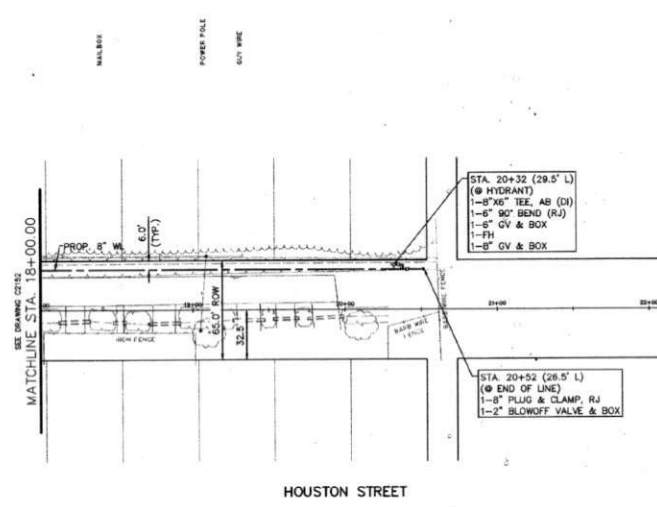 MAILBOX
POWER POLE
GUY WIRE
STA. 20+32 (29.5' L)
(@ HYDRANT)
1-8"X6" TEE, AB (DI)
1-6" 90° BEND (RJ)
1-6" GV & BOX
1-FH
1-8" GV & BOX
6.0'
(TYP.)
PROP. 8" WL
SEE DRAWING C2152
MATCHLINE STA. 18+00.00
65.0' ROW
32.5'
19+00
20+00
21+00
22+00
IRON FENCE
BARB WIRE
FENCE
BARB WIRE FENCE
STA. 20+52 (26.5' L)
(@ END OF LINE)
1-8" PLUG & CLAMP, RJ
1-2" BLOWOFF VALVE & BOX
HOUSTON STREET